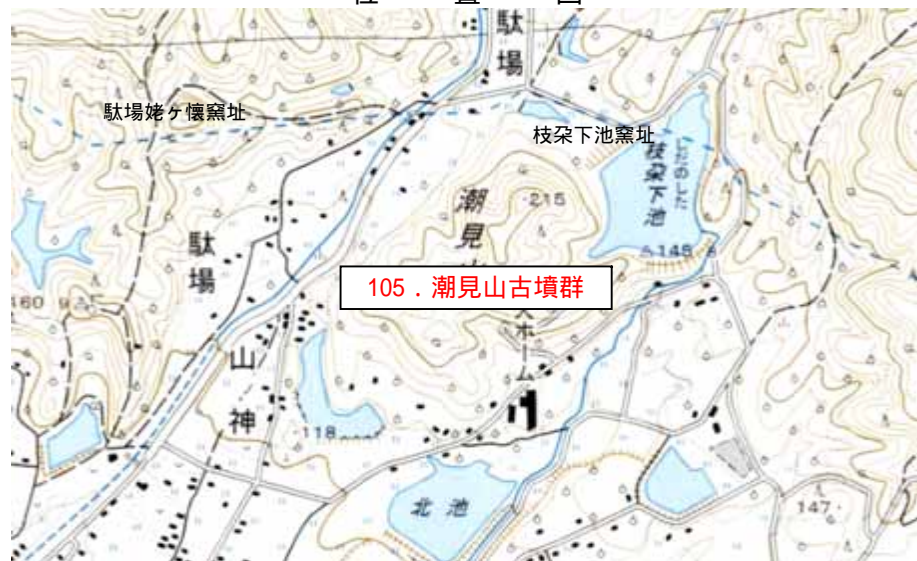 位 置 図
駄場
駄場姥ヶ懐窯址
枝朶下池窯址
枝朶下池
しだのした
潮見
215
148
駄場
160
105．潮見山古墳群
ホーム
山神
118
北池
147